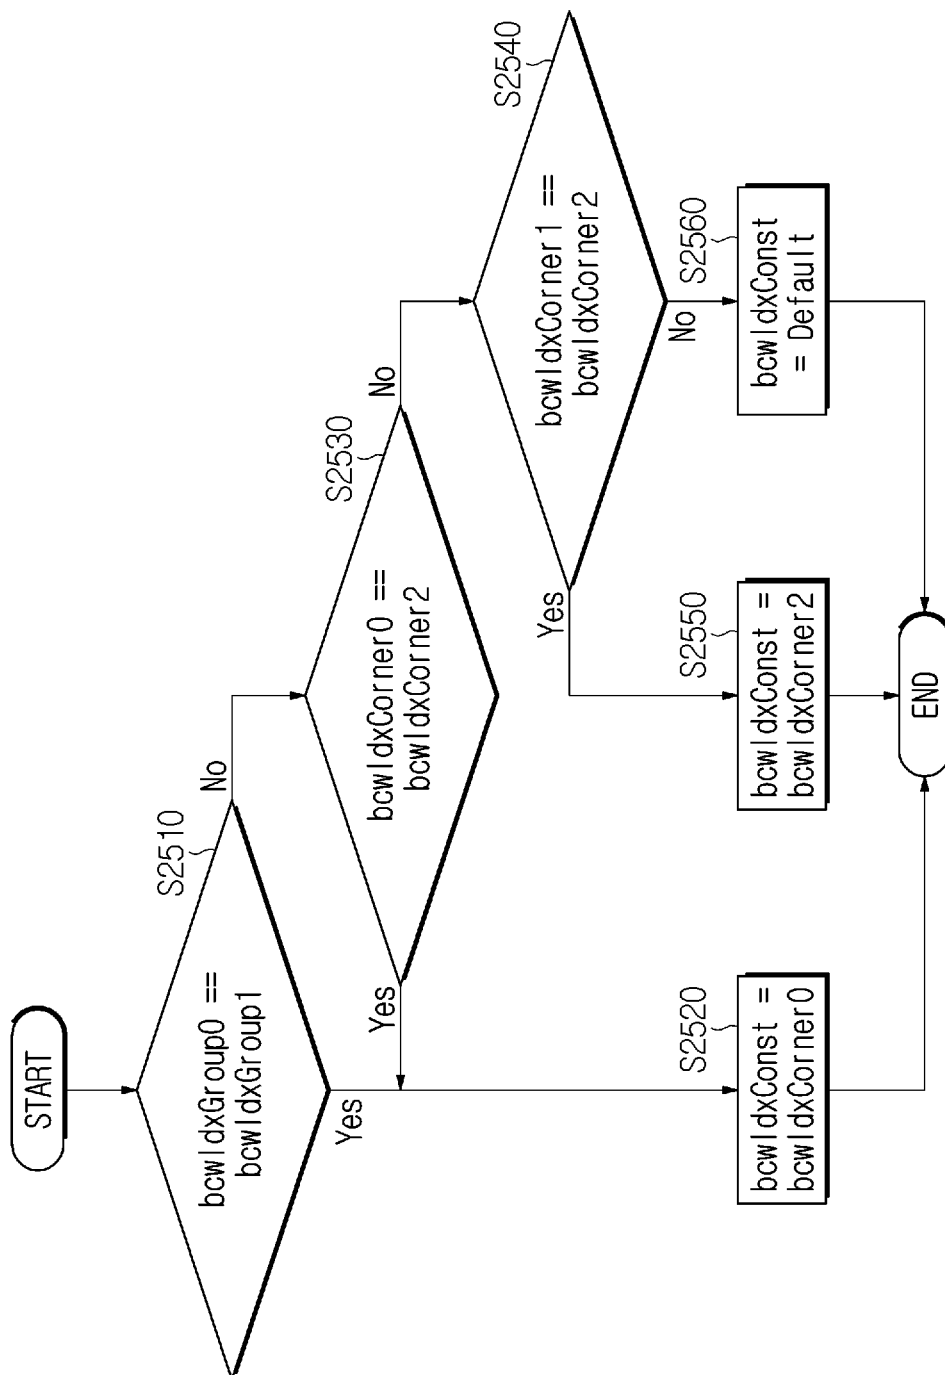 START
S2510
bcwIdxGroup0 ==
bcwIdxGroup1
No
Yes
S2530
bcwIdxCorner0 ==
bcwIdxCorner2
No
Yes
S2540
bcwIdxCorner1 ==
bcwIdxCorner2
Yes
No
S2520
bcwIdxConst =
bcwIdxCorner0
S2550
bcwIdxConst =
bcwIdxCorner2
S2560
bcwIdxConst
= Default
END